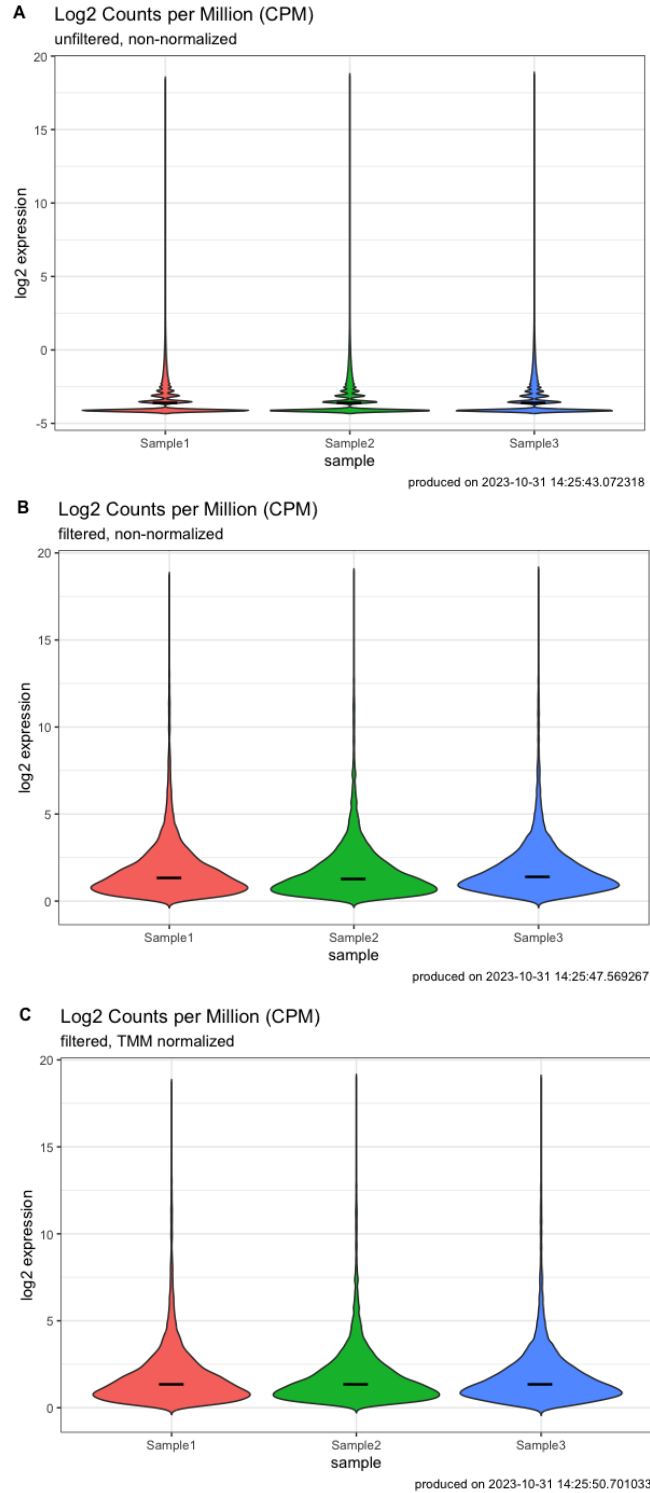 A Log2 Counts per Million (CPM)
unfiltered, non-normalized
20
15
10
5
0
-5
log2 expression
Sample1 Sample2 Sample3
sample
produced on 2023-10-31 14:25:43.072318
B Log2 Counts per Million (CPM)
filtered, non-normalized
20
15
10
5
0
log2 expression
Sample1 Sample2 Sample3
sample
produced on 2023-10-31 14:25:47.569267
C Log2 Counts per Million (CPM)
filtered, TMM normalized
20
15
10
5
0
log2 expression
Sample1 Sample2 Sample3
sample
produced on 2023-10-31 14:25:50.701033